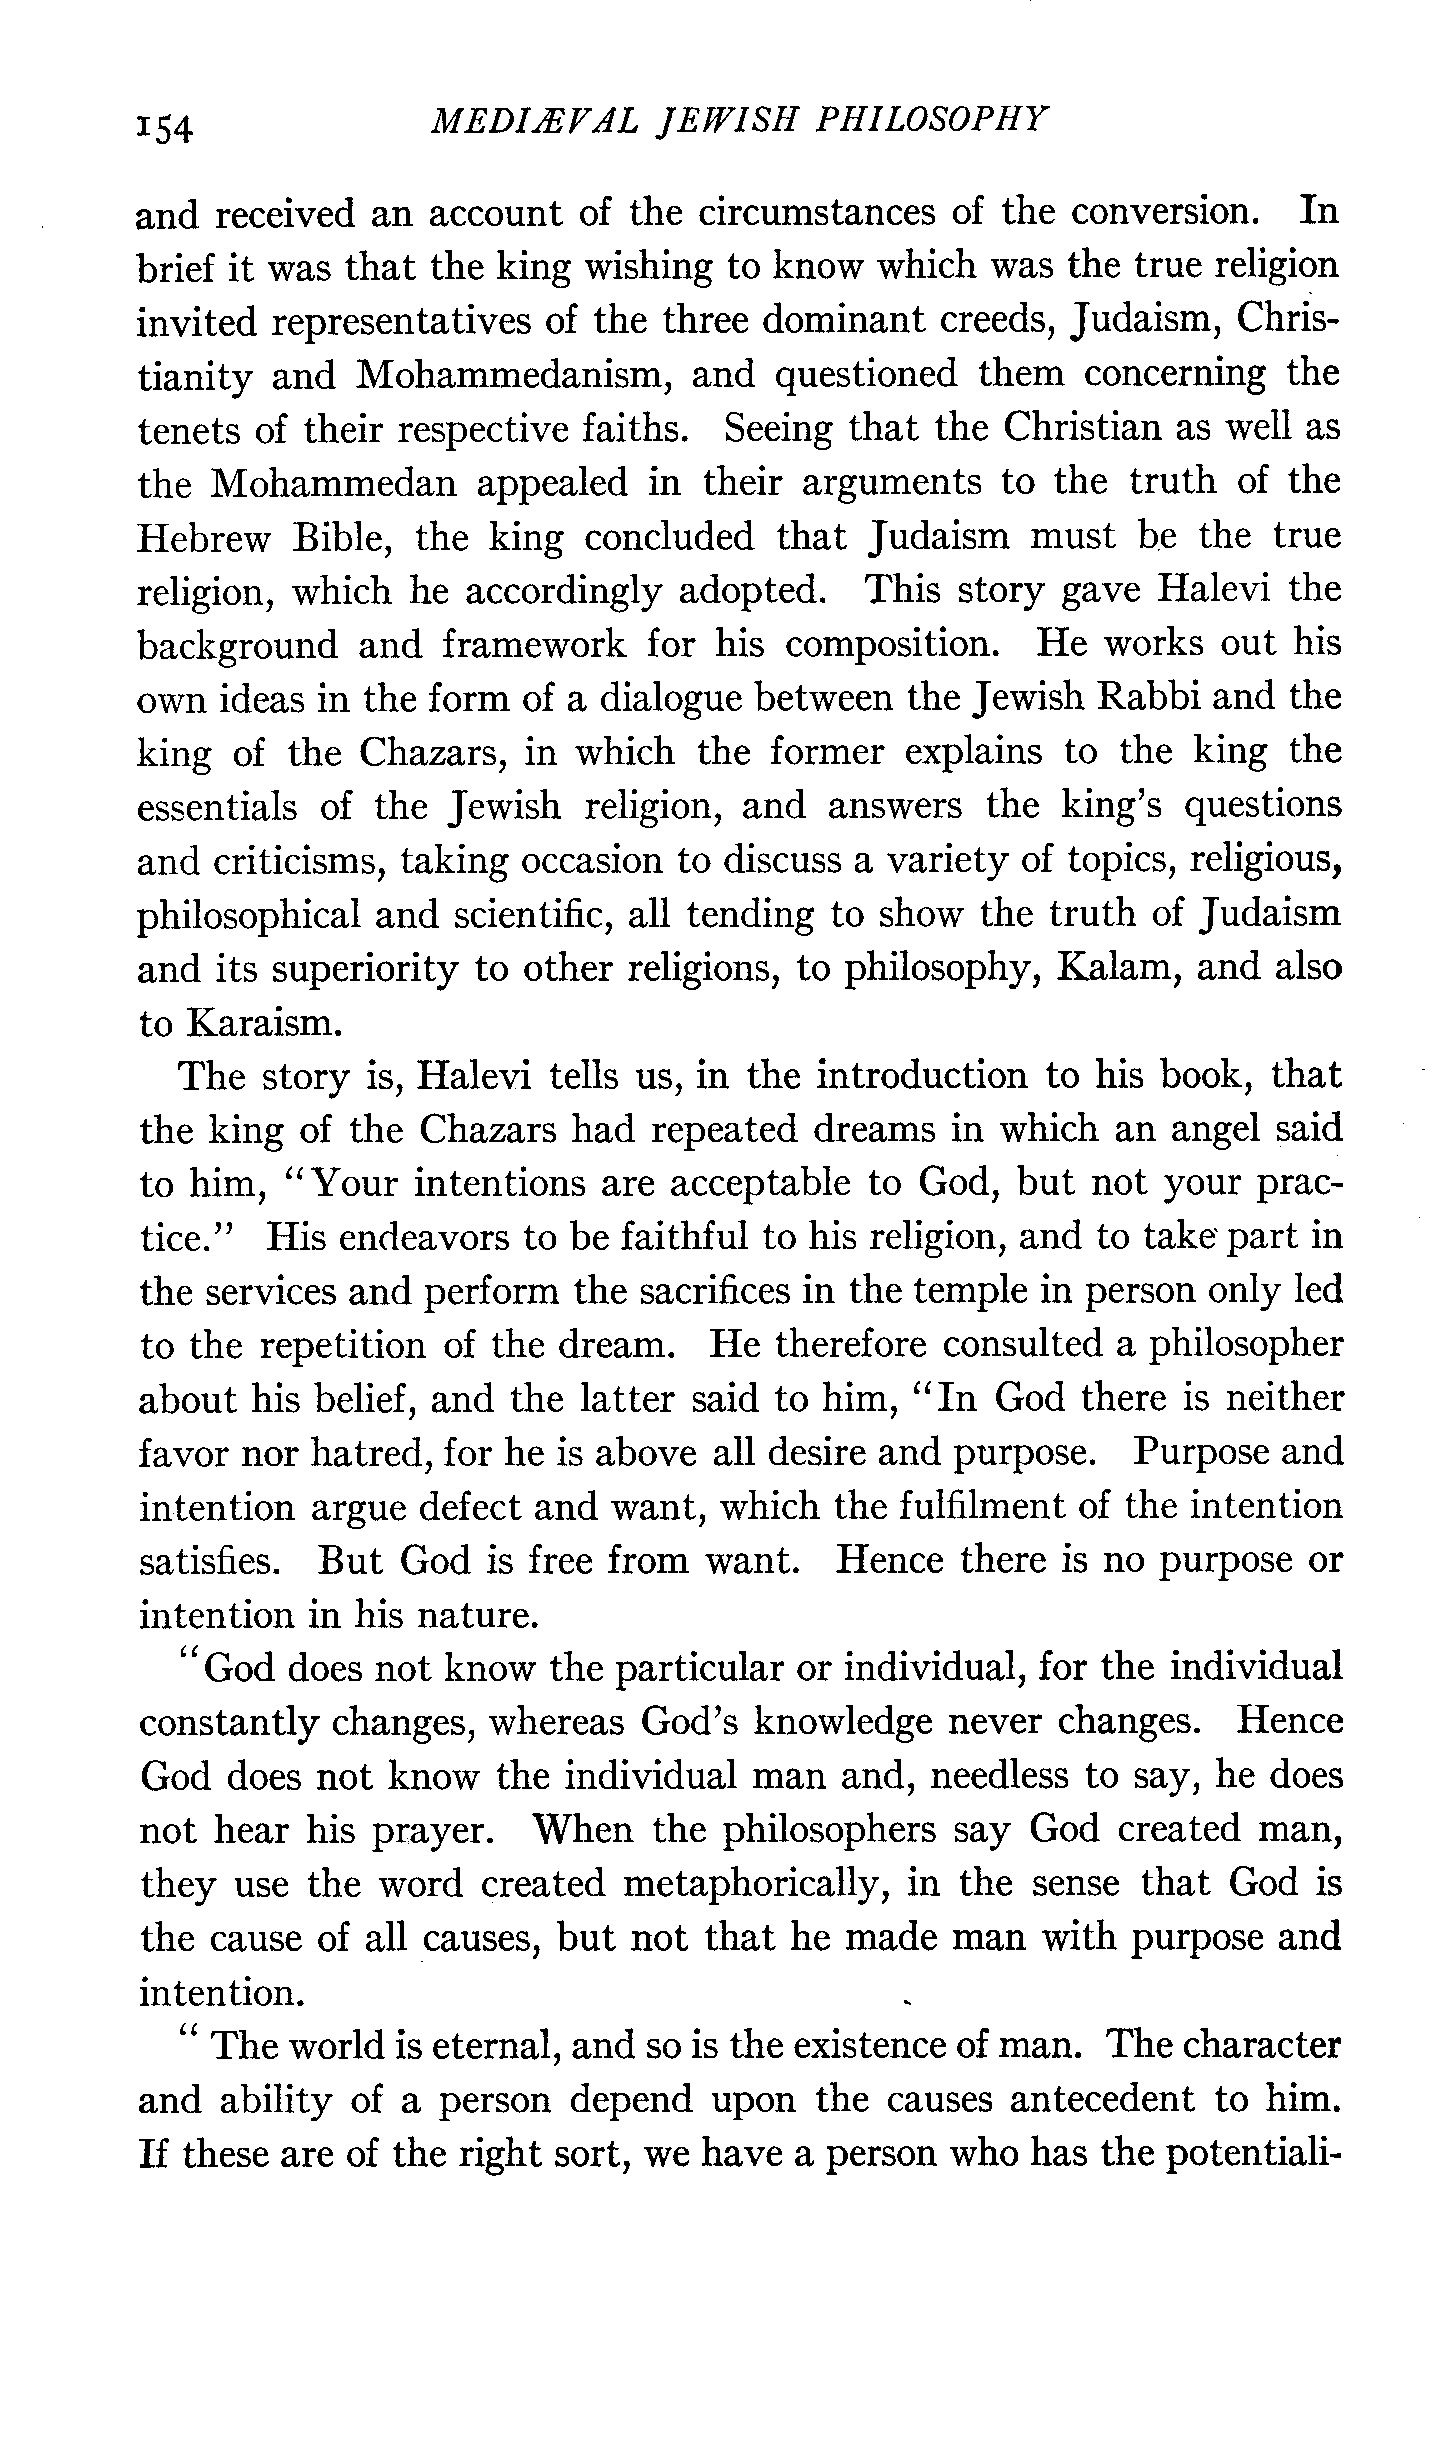 154 MEDIÆVAL JEWISH PHILOSOPHY
and received an account of the circumstances of the conversion. In
brief it was that the king wishing to know which was the true religion
invited representatives of the three dominant creeds, Judaism, Chris-
tianity and Mohammedanism, and questioned them concerning the
tenets of their respective faiths. Seeing that the Christian as well as
the Mohammedan appealed in their arguments to the truth of the
Hebrew Bible, the king concluded that Judaism must be the true
religion, which he accordingly adopted. This story gave Halevi the
background and framework for his composition. He works out his
own ideas in the form of a dialogue between the Jewish Rabbi and the
king of the Chazars, in which the former explains to the king the
essentials of the Jewish religion, and answers the king's questions
and criticisms, taking occasion to discuss a variety of topics, religious,
philosophical and scientific, all tending to show the truth of Judaism
and its superiority to other religions, to philosophy, Kalam, and also
to Karaism.
The story is, Halevi tells us, in the introduction to his book, that
the king of the Chazars had repeated dreams in which an angel said
to him, "Your intentions are acceptable to God, but not your prac-
tice." His endeavors to be faithful to his religion, and to take part in
the services and perform the sacrifices in the temple in person only led
to the repetition of the dream. He therefore consulted a philosopher
about his belief, and the latter said to him, "In God there is neither
favor nor hatred, for he is above all desire and purpose. Purpose and
intention argue defect and want, which the fulfilment of the intention
satisfies. But God is free from want. Hence there is no purpose or
intention in his nature.
"God does not know the particular or individual, for the individual
constantly changes, whereas God's knowledge never changes. Hence
God does not know the individual man and, needless to say, he does
not hear his prayer. When the philosophers say God created man,
they use the word created metaphorically, in the sense that God is
the cause of all causes, but not that he made man with purpose and
intention.
"The world is eternal, and so is the existence of man. The character
and ability of a person depend upon the causes antecedent to him.
If these are of the right sort, we have a person who has the potentiali-